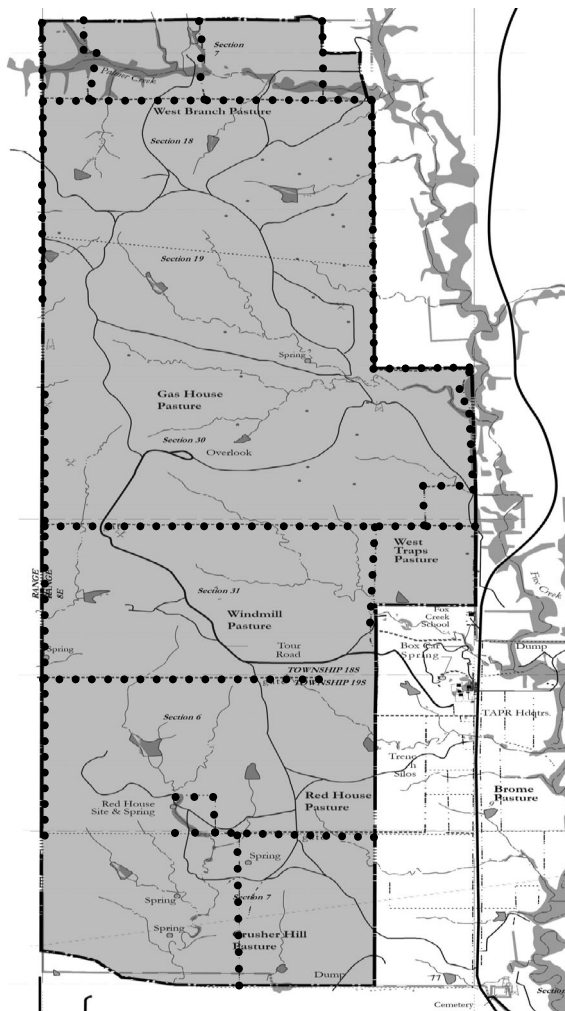 Section
7
Palmer Creek
West Branch Pasture
Section 18
Section 19
Spring
Gas House
Pasture
Section 30
Overlook
West
Traps
Pasture
RANGE
Section 31
Windmill
Pasture
Fox Creek
Fox
Creek
School
Tour
Road
Box Car
Spring
Dump
Spring
TOWNSHIP 18S
TOWNSHIP 19S
Section 6
TAPR Hdqtrs.
Silos
Brome
Pasture
Red House
Site & Spring
Red House
Pasture
Spring
Spring
Section 7
Spring
Crusher Hill
Pasture
Dump
Cemetery
Section